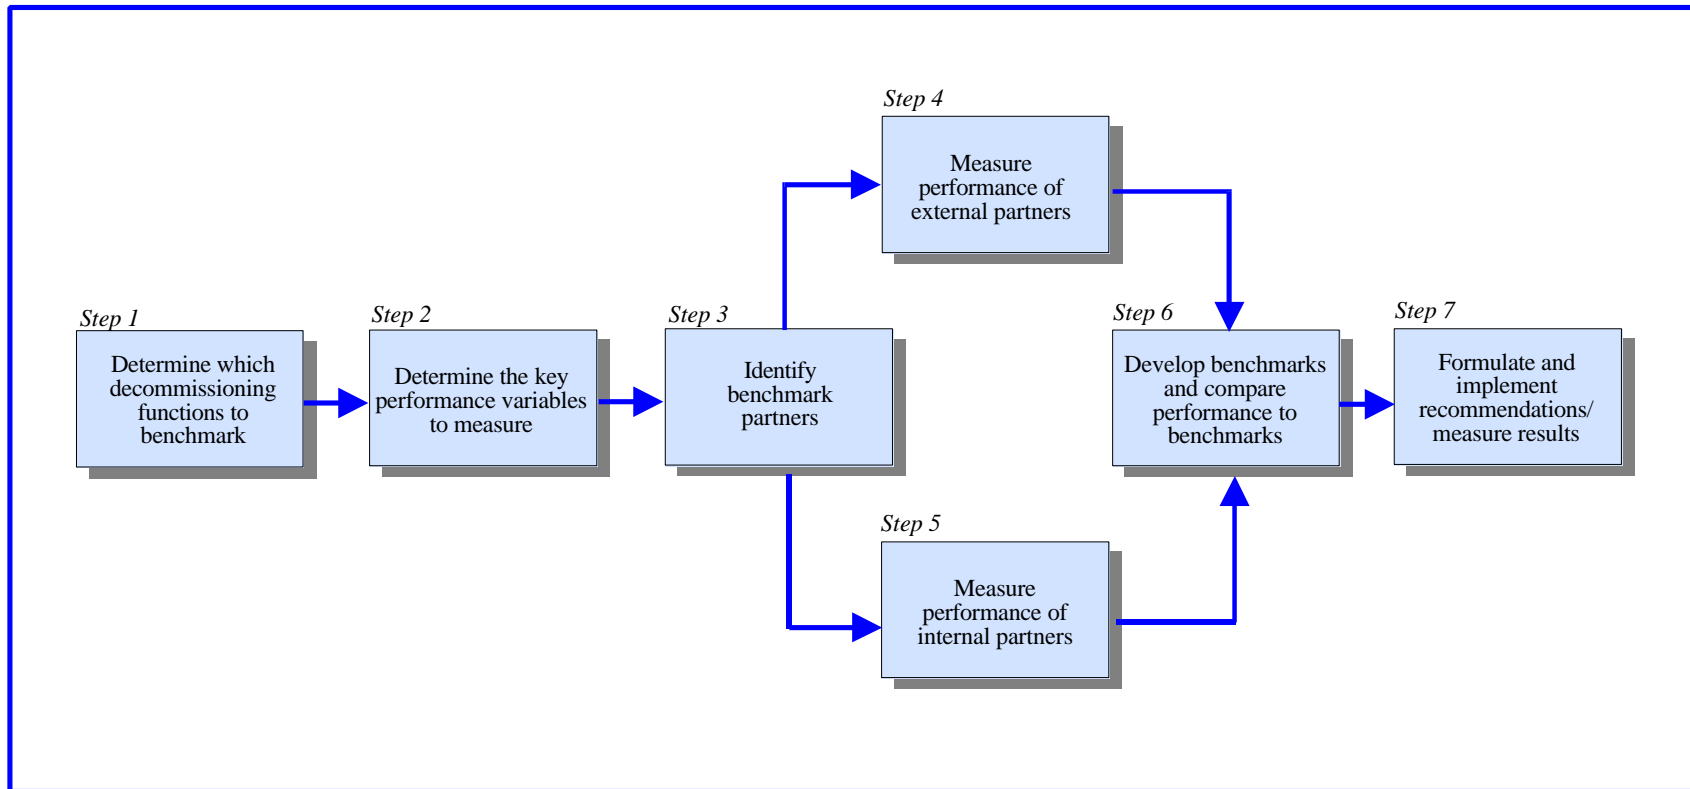 Step 1
Determine which
decommissioning
functions to
benchmark
Step 2
Determine the key
performance variables
to measure
Step 3
Identify
benchmark
partners
Step 4
Measure
performance of
external partners
Step 5
Measure
performance of
internal partners
Step 6
Develop benchmarks
and compare
performance to
benchmarks
Step 7
Formulate and
implement
recommendations/
measure results